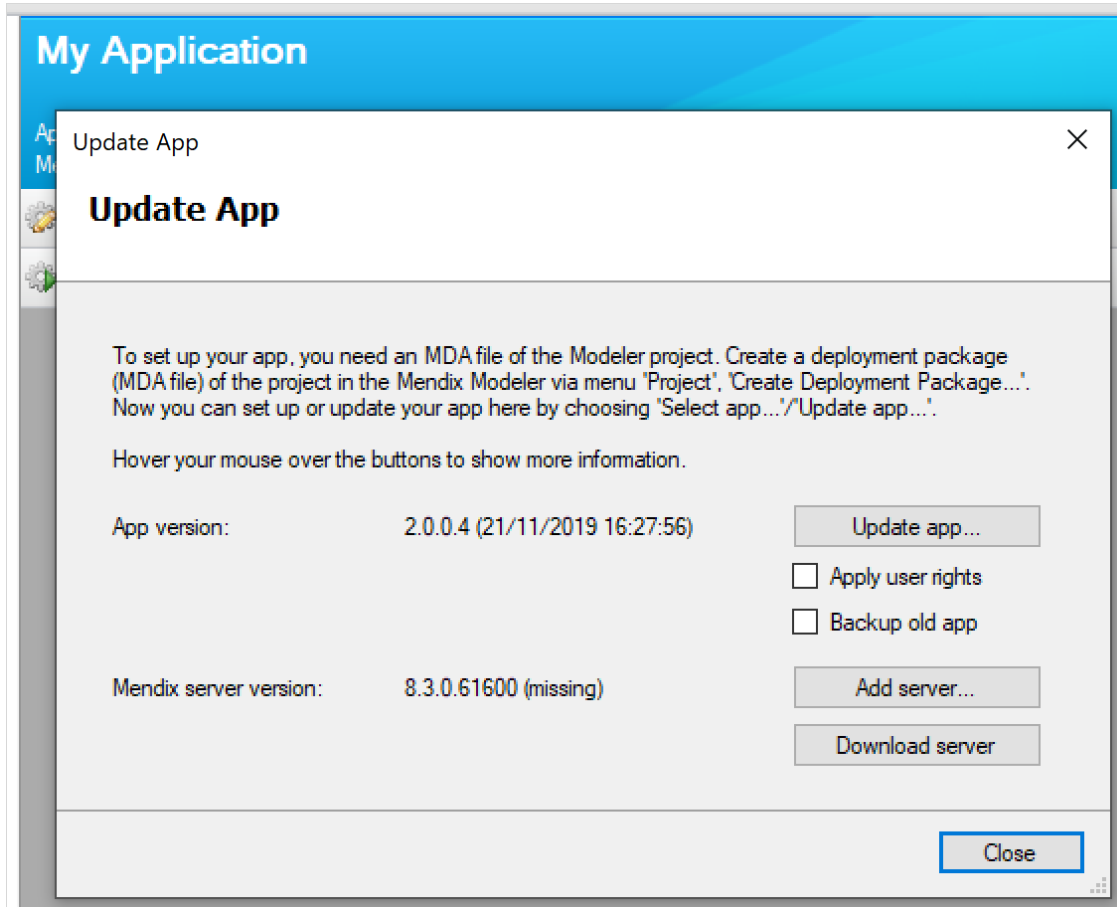 My Application
Ap
Me
Update App
Update App
To set up your app, you need an MDA file of the Modeler project. Create a deployment package
(MDA file) of the project in the Mendix Modeler via menu 'Project', 'Create Deployment Package...'.
Now you can set up or update your app here by choosing 'Select app...'/'Update app...'.
Hover your mouse over the buttons to show more information.
App version: 2.0.0.4 (21/11/2019 16:27:56) Update app...
Apply user rights
Backup old app
Mendix server version: 8.3.0.61600 (missing) Add server...
Download server
Close